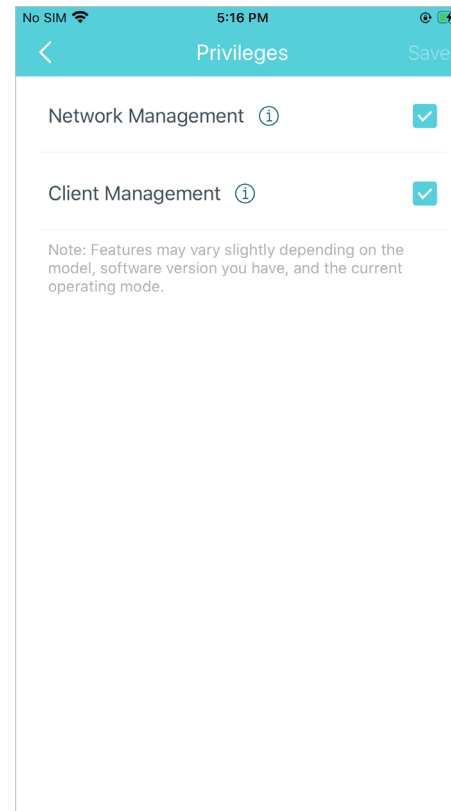 No SIM 5:16 PM
Privileges Save
Network Management
Client Management
Note: Features may vary slightly depending on the
model, software version you have, and the current
operating mode.